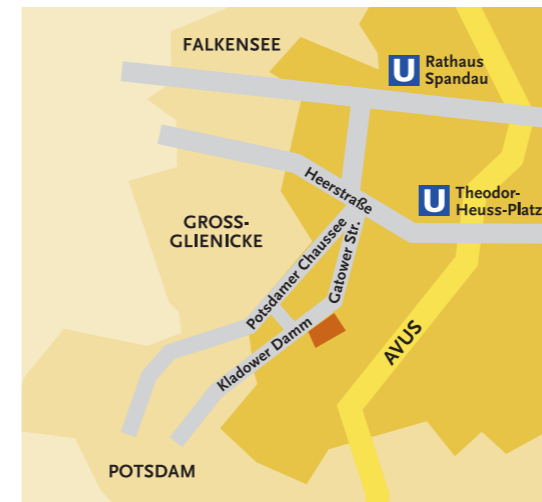 FALKENSEE
U Rathaus
Spandau
Heerstraße
U Theodor-
Heuss-Platz
GROSS-
GLIENICKE
Potsdamer Chaussee
Gatower Str.
Kladower Damm
AVUS
POTSDAM